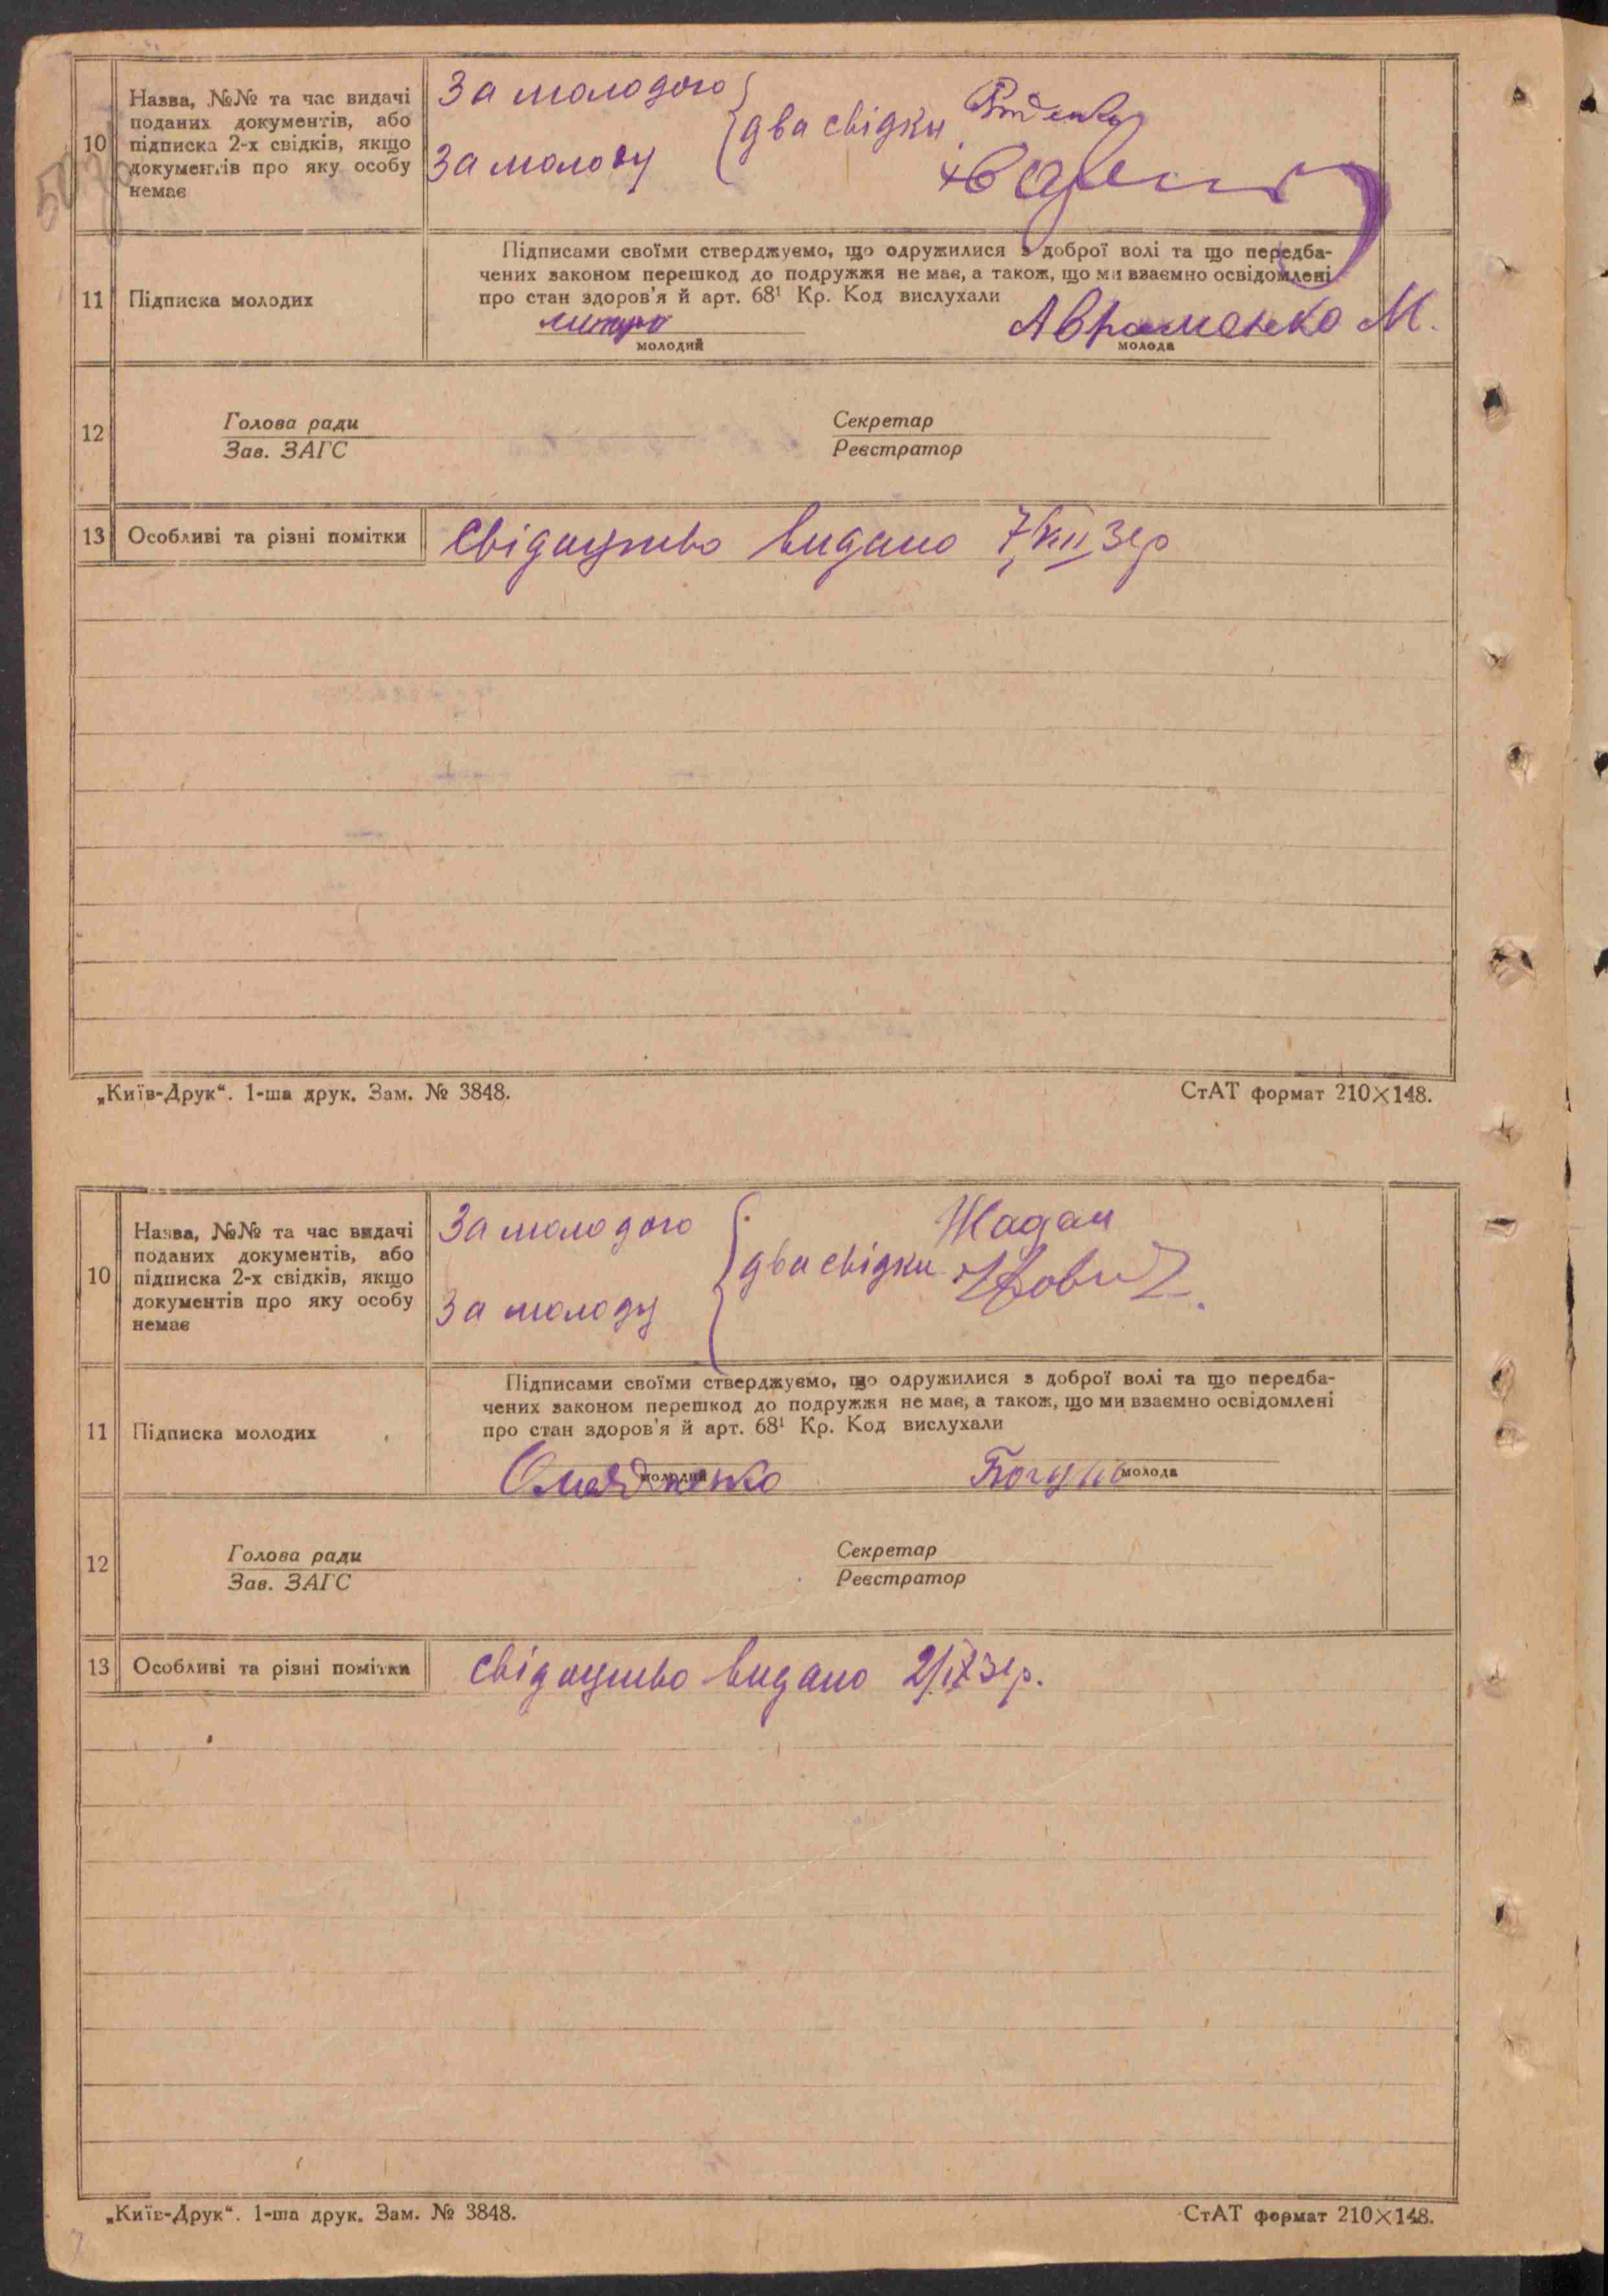 10
Назва, №№ та час видачі
поданих документів, або
підписка 2-х свідків, якщо
документів про яку особу
немає
За молодого
два свідки
За молоду
11
Підписка молодих
Підписами своїми стверджуємо, що одружилися з доброї волі та що передба-
чених законом перешкод до подружжя не має, а також, що ми взаємно освідомлені
про стан здоров'я й арт. 68¹ Кр. Код вислухали
Авраменко М.
молодий
молода
12
Голова ради
Зав. ЗАГС
Секретар
Реєстратор
13
Особливі та різні помітки
Свідоцтво видано 7/VIII 31р
„Київ-Друк“. 1-ша друк. Зам. № 3848.
СтАТ формат 210×148.
10
Назва, №№ та час видачі
поданих документів, або
підписка 2-х свідків, якщо
документів про яку особу
немає
За молодого
Жадан
два свідки
За молоду
11
Підписка молодих
Підписами своїми стверджуємо, що одружилися з доброї волі та що передба-
чених законом перешкод до подружжя не має, а також, що ми взаємно освідомлені
про стан здоров'я й арт. 68¹ Кр. Код вислухали
молодий
молода
12
Голова ради
Зав. ЗАГС
Секретар
Реєстратор
13
Особливі та різні помітки
свідоцтво видано 2/IX 31р.
„Київ-Друк“. 1-ша друк. Зам. № 3848.
СтАТ формат 210×148.